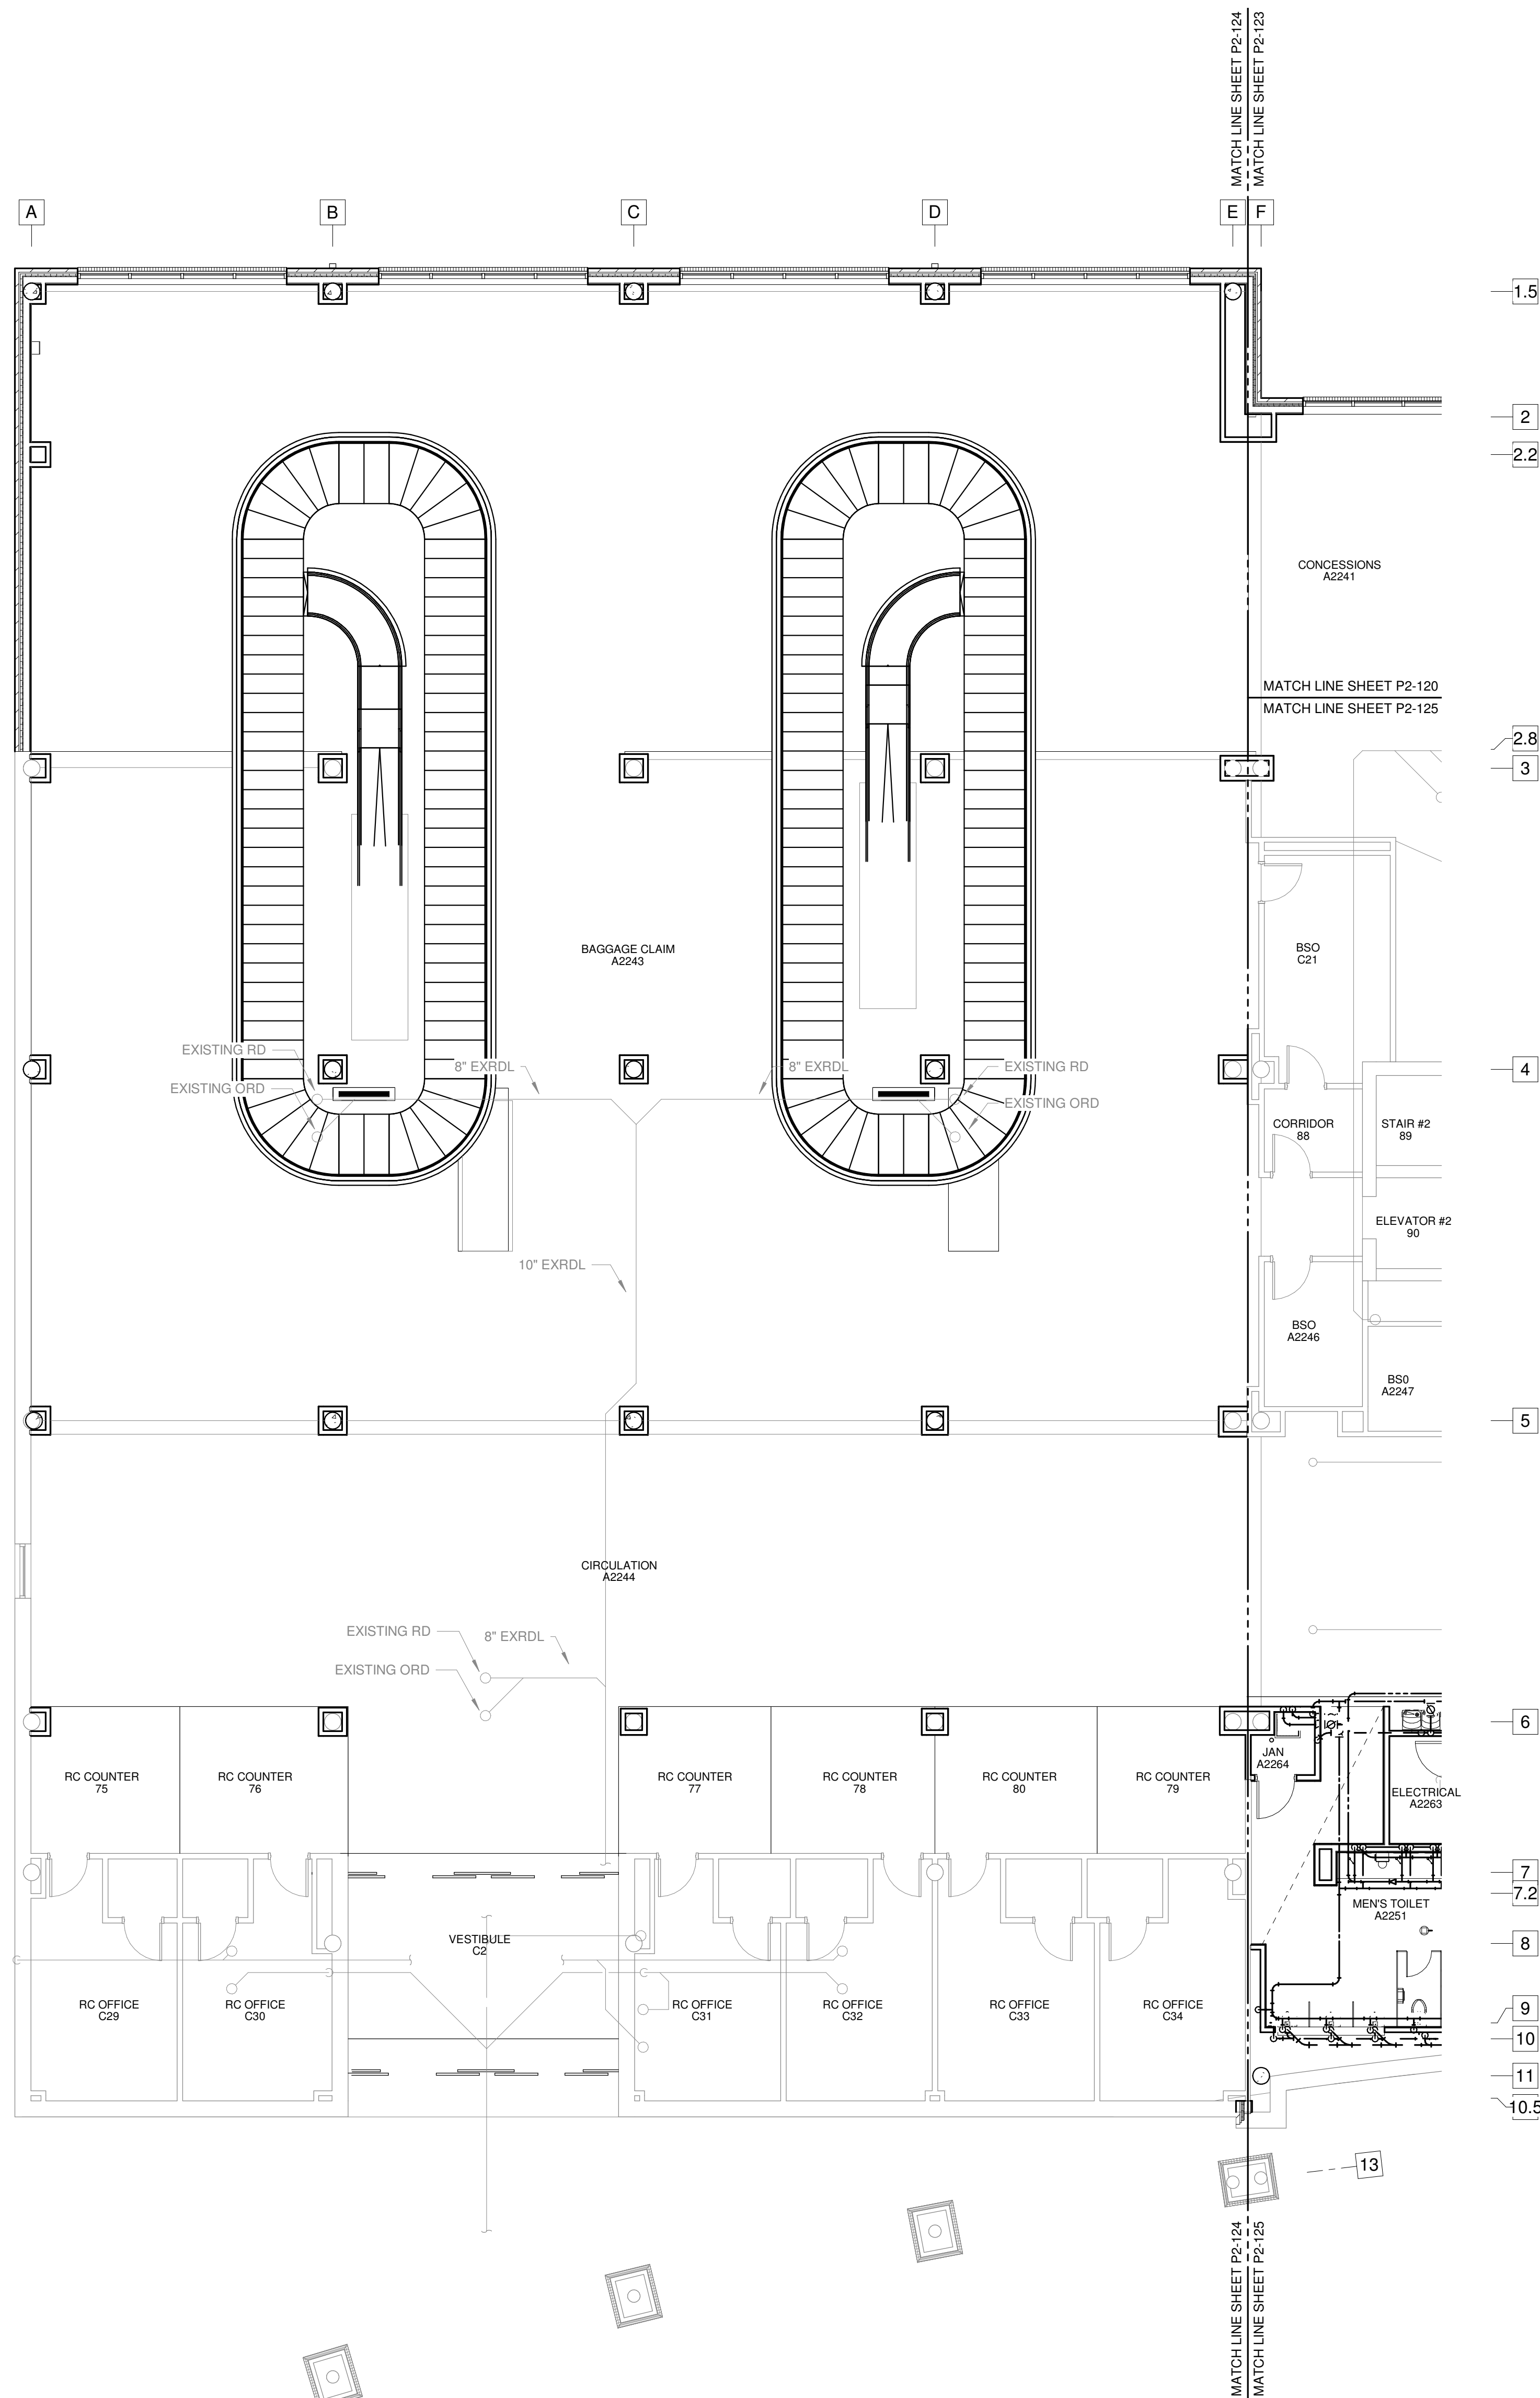 MATCH LINE SHEET P2-124
MATCH LINE SHEET P2-123
A
B
C
D
E
F
1.5
2
2.2
CONCESSIONS
A2241
MATCH LINE SHEET P2-120
MATCH LINE SHEET P2-125
2.8
3
BAGGAGE CLAIM
A2243
BSO
C21
EXISTING RD
8" EXRDL
8" EXRDL
EXISTING RD
4
EXISTING ORD
EXISTING ORD
CORRIDOR
88
STAIR #2
89
ELEVATOR #2
90
10" EXRDL
BSO
A2246
BS0
A2247
5
CIRCULATION
A2244
EXISTING RD
8" EXRDL
EXISTING ORD
6
JAN
A2264
RC COUNTER
75
RC COUNTER
76
RC COUNTER
77
RC COUNTER
78
RC COUNTER
80
RC COUNTER
79
ELECTRICAL
A2263
7
7.2
MEN'S TOILET
A2251
VESTIBULE
C2
8
RC OFFICE
C29
RC OFFICE
C30
RC OFFICE
C31
RC OFFICE
C32
RC OFFICE
C33
RC OFFICE
C34
9
10
11
10.5
13
MATCH LINE SHEET P2-124
MATCH LINE SHEET P2-125